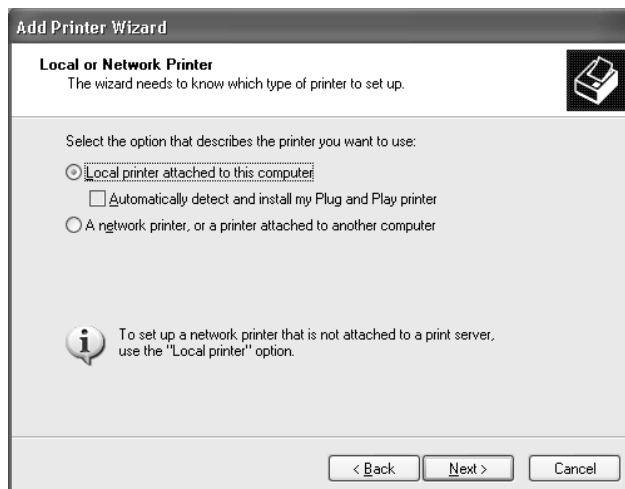 Add Printer Wizard
Local or Network Printer
The wizard needs to know which type of printer to set up.
Select the option that describes the printer you want to use:
Local printer attached to this computer
Automatically detect and install my Plug and Play printer
A network printer, or a printer attached to another computer
To set up a network printer that is not attached to a print server,
use the "Local printer" option.
< Back Next > Cancel